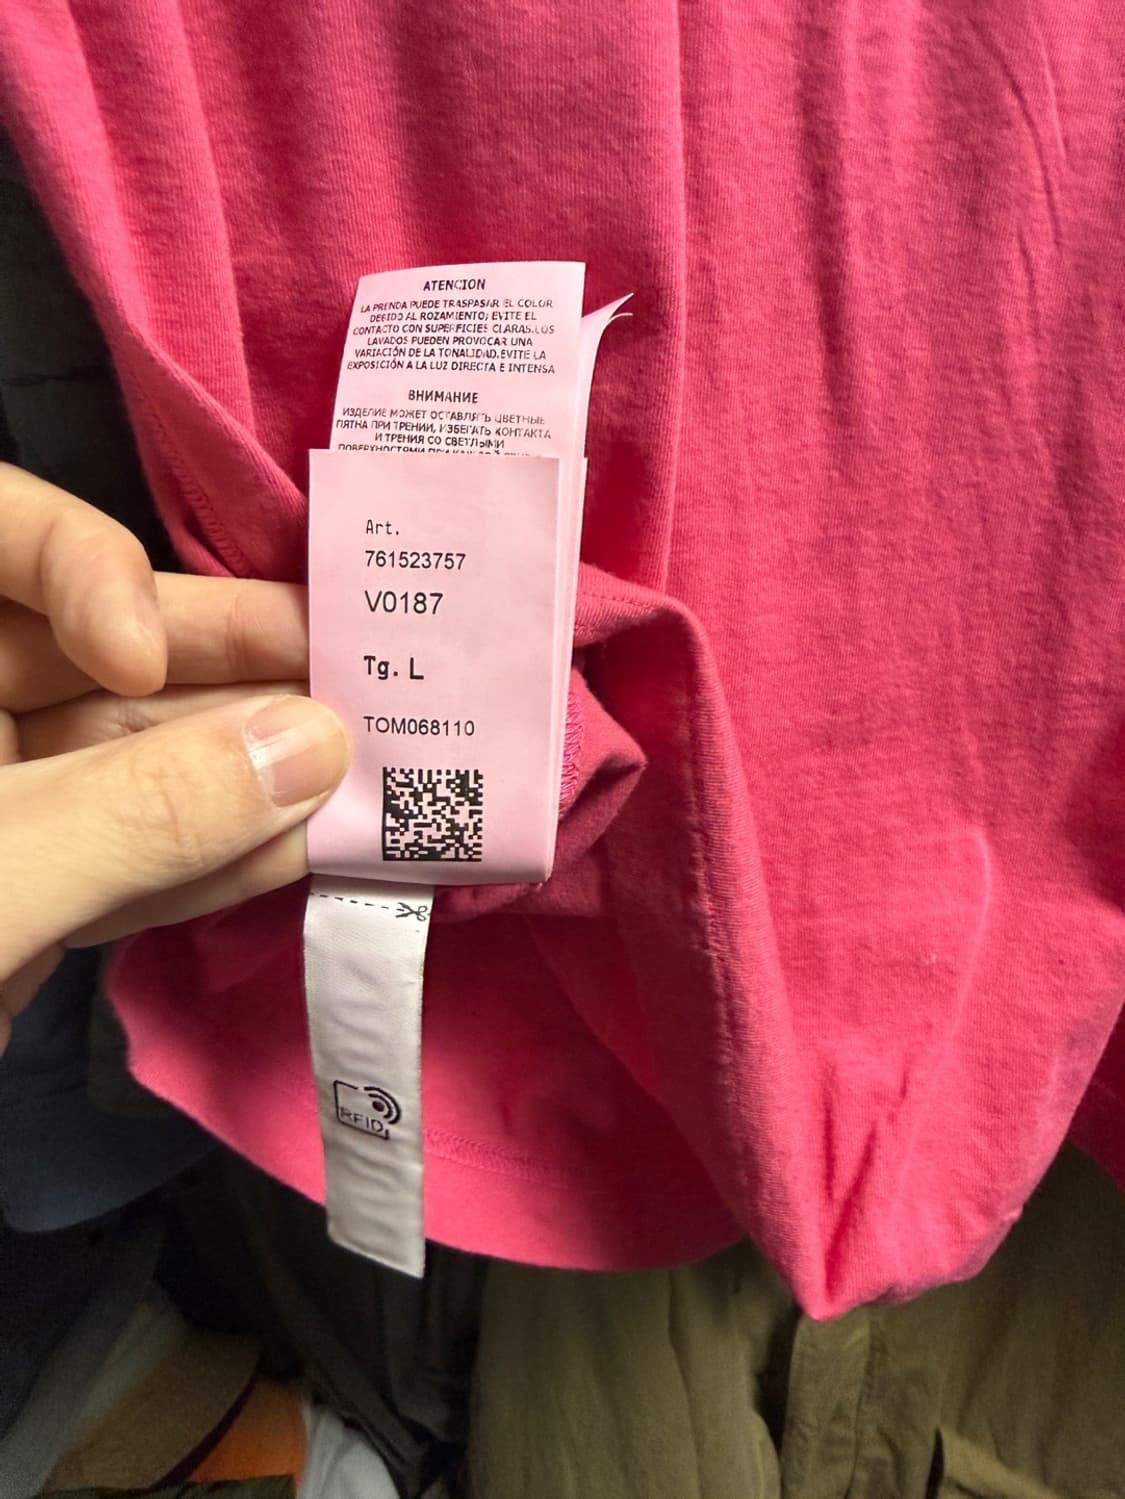 ATENCION
LA PRENDA PUEDE TRASPASAR EL COLOR
DEBIDO AL ROZAMIENTO; EVITE EL
CONTACTO CON SUPERFICIES CLARAS.LOS
LAVADOS PUEDEN PROVOCAR UNA
VARIACIÓN DE LA TONALIDAD.EVITE LA
EXPOSICIÓN A LA LUZ DIRECTA E INTENSA
ВНИМАНИЕ
ИЗДЕЛИЕ МОЖЕТ ОСТАВЛЯТЬ ЦВЕТНЫЕ
ПЯТНА ПРИ ТРЕНИИ, ИЗБЕГАТЬ КОНТАКТА
И ТРЕНИЯ СО СВЕТЛЫМИ
ПОВЕРХНОСТЯМИ ПРИ
Art.
761523757
V0187
Tg. L
TOM068110
RFID